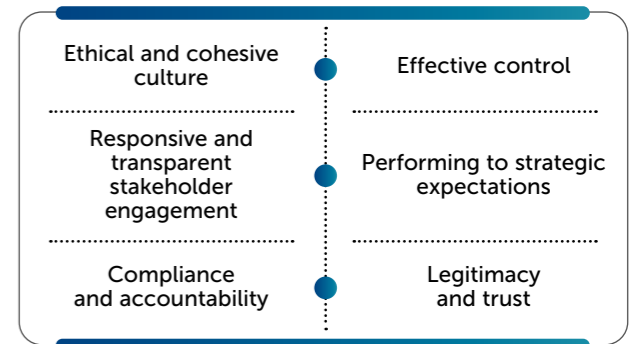 Ethical and cohesive
culture
Effective control
Responsive and
transparent
stakeholder
engagement
Performing to strategic
expectations
Compliance
and accountability
Legitimacy
and trust